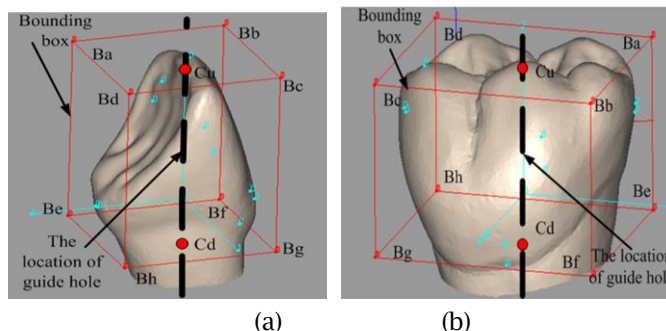 Bounding
box
Ba
Bb
Bc
Bd
Cu
Be
Bf
The
location of
guide hole
Cd
Bg
Bh
(a)
Bounding
box
Bd
Ba
Cu
Bc
Bb
Bh
Be
Cd
The location
of guide hole
Bg
Bf
(b)